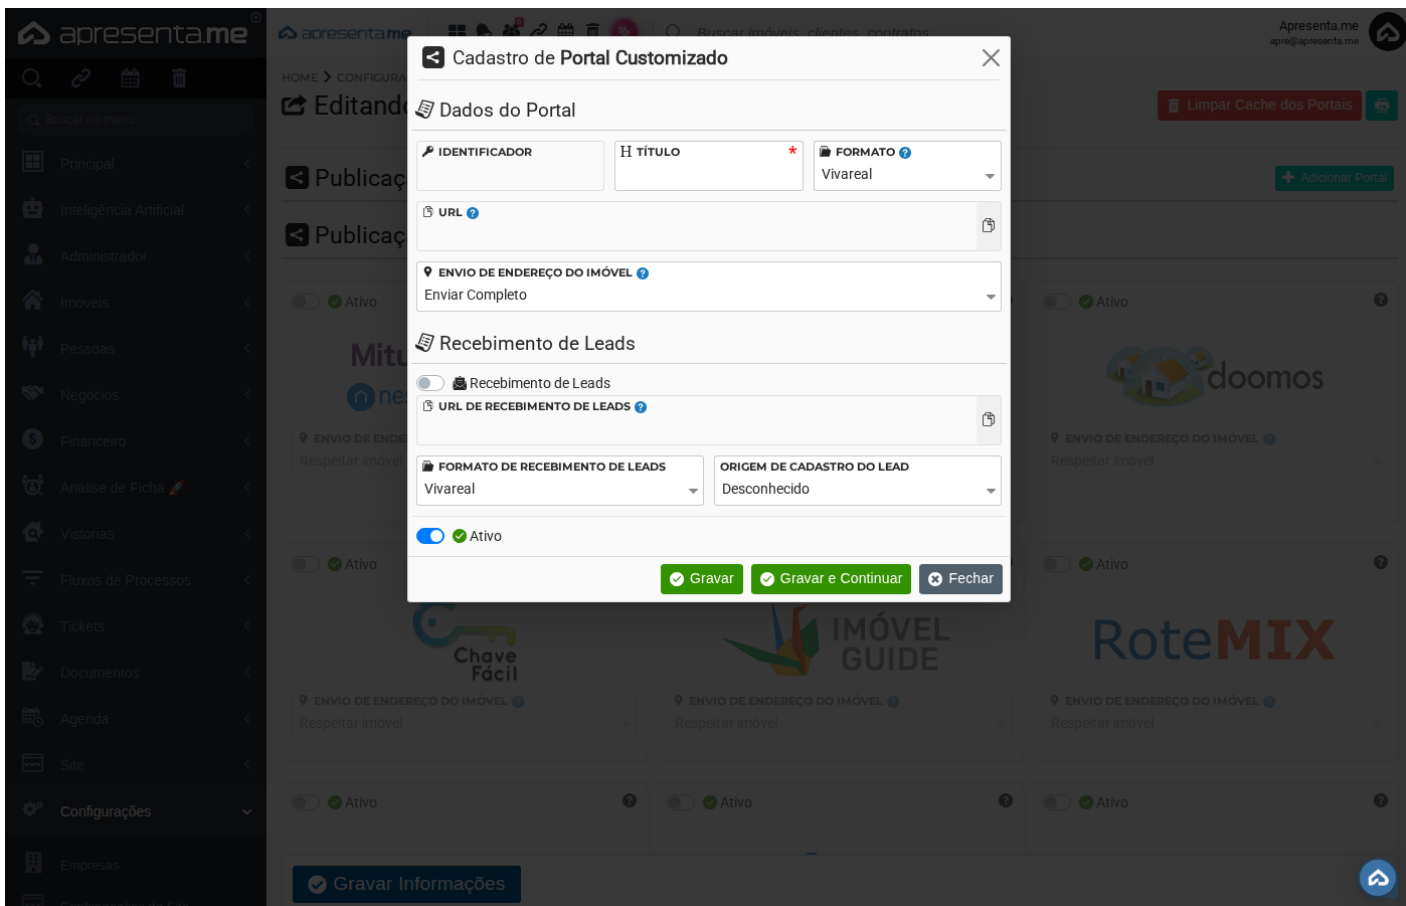 apresenta.me
apresenta.me
Buscar imóveis, clientes, contratos
Apresenta.me
apre@apresenta.me
Cadastro de Portal Customizado
HOME
CONFIGURA
Editando
Limpar Cache dos Portais
Dados do Portal
Buscar no menu...
IDENTIFICADOR
TÍTULO *
FORMATO
Vivareal
Principal
Publicaç
Adicionar Portal
Inteligência Artificial
URL
Publicaç
Administrador
ENVIO DE ENDEREÇO DO IMÓVEL
Enviar Completo
Imóveis
Ativo
Ativo
Recebimento de Leads
Pessoas
Mitu
doomos
Recebimento de Leads
Negócios
nes
URL DE RECEBIMENTO DE LEADS
Financeiro
ENVIO DE ENDE
ENVIO DE ENDEREÇO DO IMÓVEL
Respeitar imóvel
Respeitar imóvel
FORMATO DE RECEBIMENTO DE LEADS
Vivareal
ORIGEM DE CADASTRO DO LEAD
Desconhecido
Análise de Ficha 🚀
Vistorias
Ativo
Ativo
Ativo
Fluxos de Processos
Gravar
Gravar e Continuar
Fechar
Tickets
Chave
Fácil
IMÓVEL
GUIDE
RoteMIX
Documentos
ENVIO DE ENDEREÇO DO IMÓVEL
Respeitar imóvel
ENVIO DE ENDEREÇO DO IMÓVEL
Respeitar imóvel
ENVIO DE ENDEREÇO DO IMÓVEL
Respeitar imóvel
Agenda
Site
Configurações
Ativo
Ativo
Ativo
Empresas
Gravar Informações